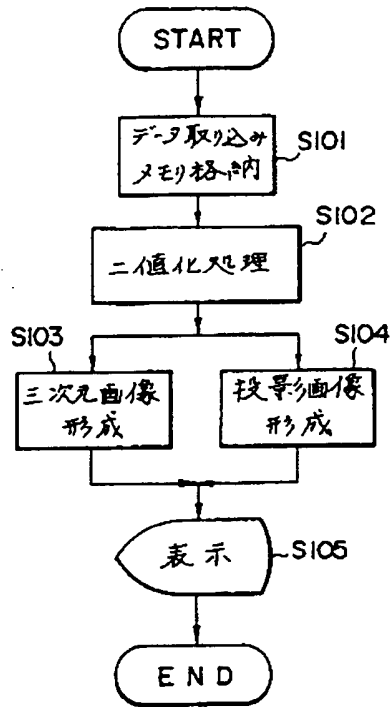 START
データ取り込み
メモリ格納
S101
S102
二値化処理
S103
三次元画像
形成
S104
投影画像
形成
表示
S105
END